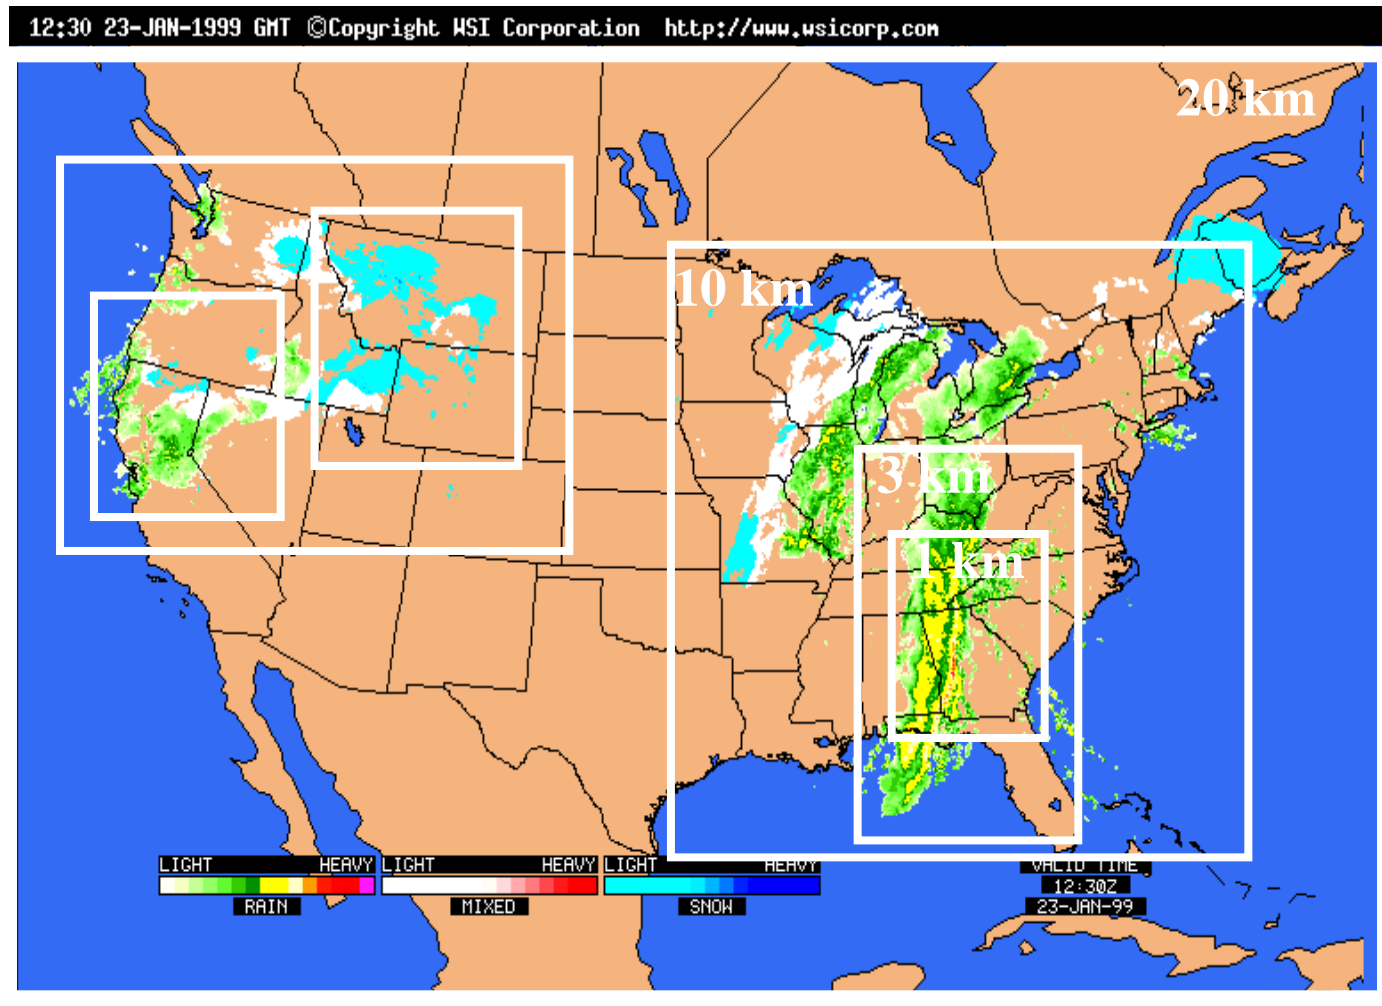 12:30 23-JAN-1999 GMT ©Copyright WSI Corporation http://www.wsicorp.com
20 km
10 km
3 km
1 km
LIGHT HEAVY LIGHT HEAVY LIGHT HEAVY
RAIN MIXED SNOW
VALID TIME
12:30Z
23-JAN-99